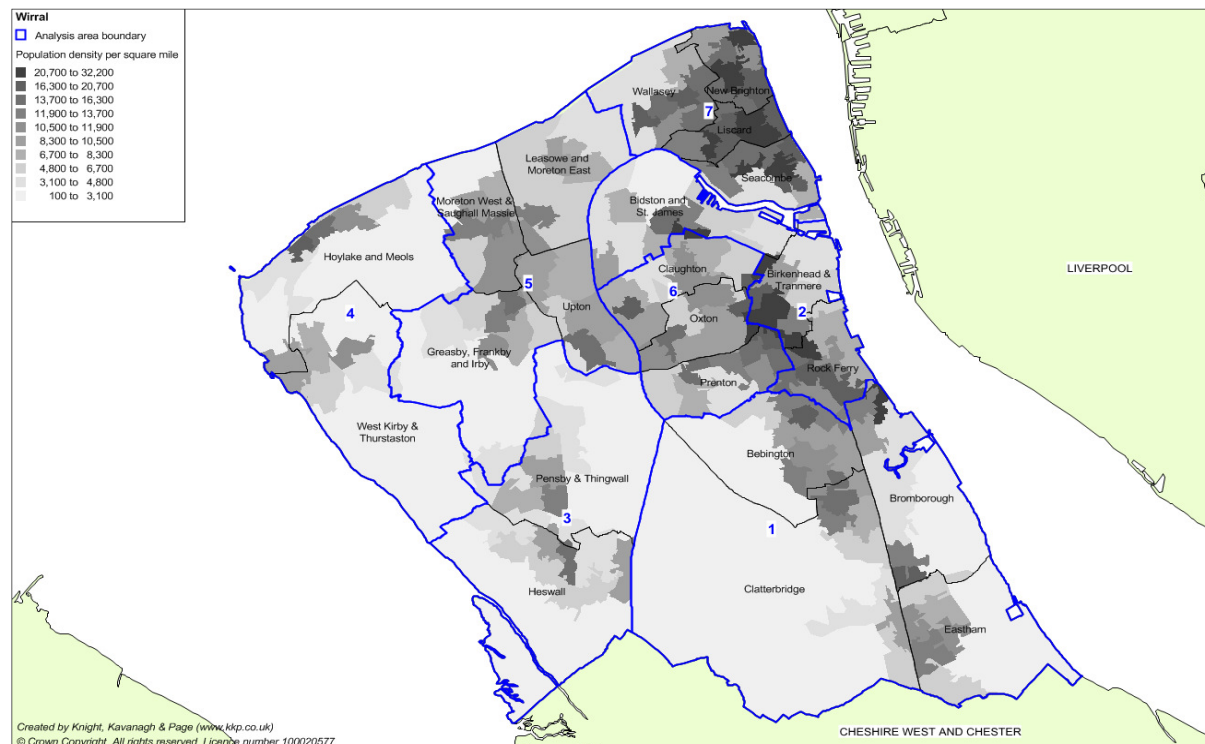 Wirral
Analysis area boundary
Population density per square mile
20,700 to 32,200
16,300 to 20,700
13,700 to 16,300
11,900 to 13,700
10,500 to 11,900
8,300 to 10,500
6,700 to 8,300
4,800 to 6,700
3,100 to 4,800
100 to 3,100
Wallasey
New Brighton
7
Liscard
Leasowe and
Moreton East
Seacombe
Moreton West &
Saughall Massie
Bidston and
St. James
Hoylake and Meols
LIVERPOOL
Claughton
Birkenhead &
Tranmere
5
6
4
Upton
Oxton
2
Greasby, Frankby
and Irby
Rock Ferry
Prenton
West Kirby &
Thurstaston
Bebington
Pensby & Thingwall
Bromborough
3
1
Heswall
Clatterbridge
Eastham
Created by Knight, Kavanagh & Page (www.kkp.co.uk)
© Crown Copyright. All rights reserved. Licence number 100020577
CHESHIRE WEST AND CHESTER